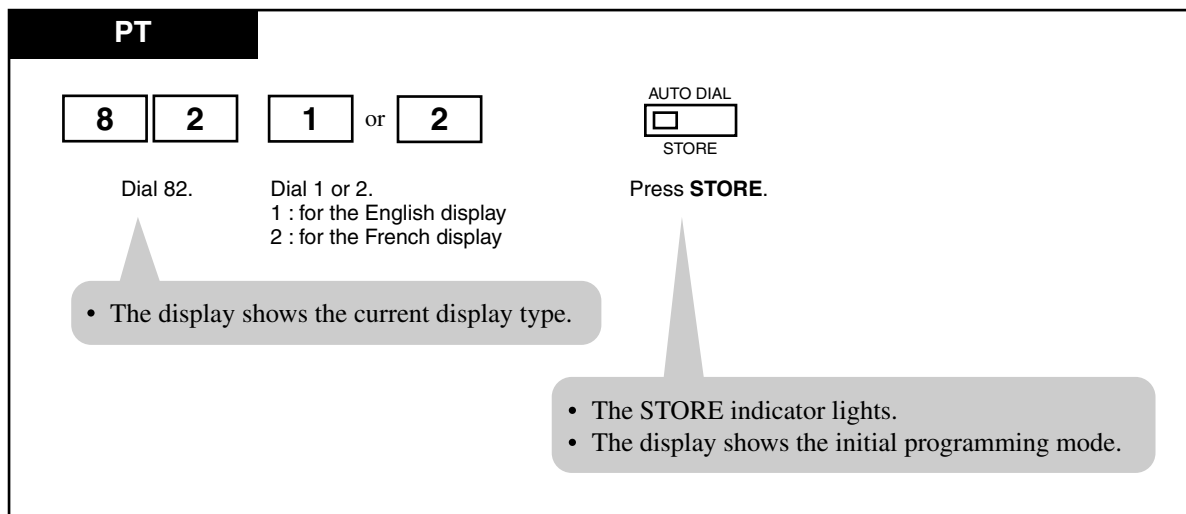 PT
8 2 1 or 2
AUTO DIAL
STORE
Dial 82.
Dial 1 or 2.
1 : for the English display
2 : for the French display
Press STORE.
• The display shows the current display type.
• The STORE indicator lights.
• The display shows the initial programming mode.